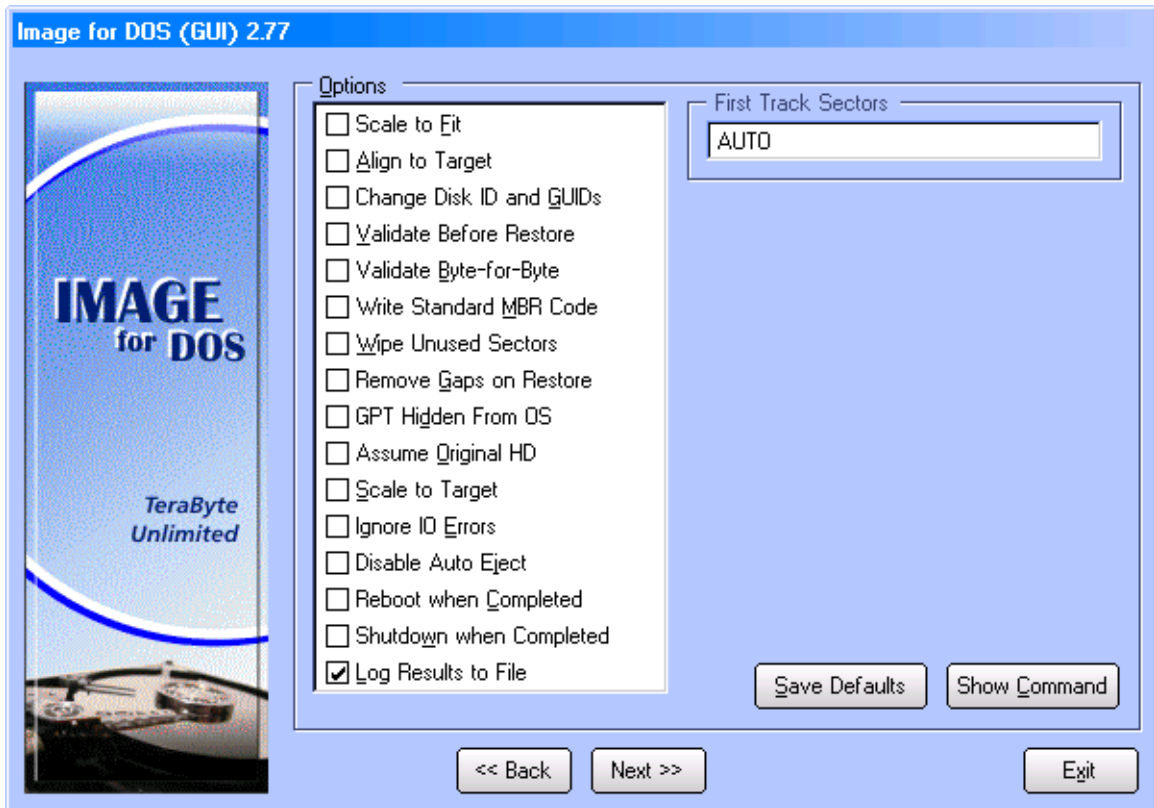 Image for DOS (GUI) 2.77
IMAGE
for DOS
TeraByte
Unlimited
Options
Scale to Fit
Align to Target
Change Disk ID and GUIDs
Validate Before Restore
Validate Byte-for-Byte
Write Standard MBR Code
Wipe Unused Sectors
Remove Gaps on Restore
GPT Hidden From OS
Assume Original HD
Scale to Target
Ignore IO Errors
Disable Auto Eject
Reboot when Completed
Shutdown when Completed
Log Results to File
First Track Sectors
AUTO
Save Defaults
Show Command
<< Back
Next >>
Exit